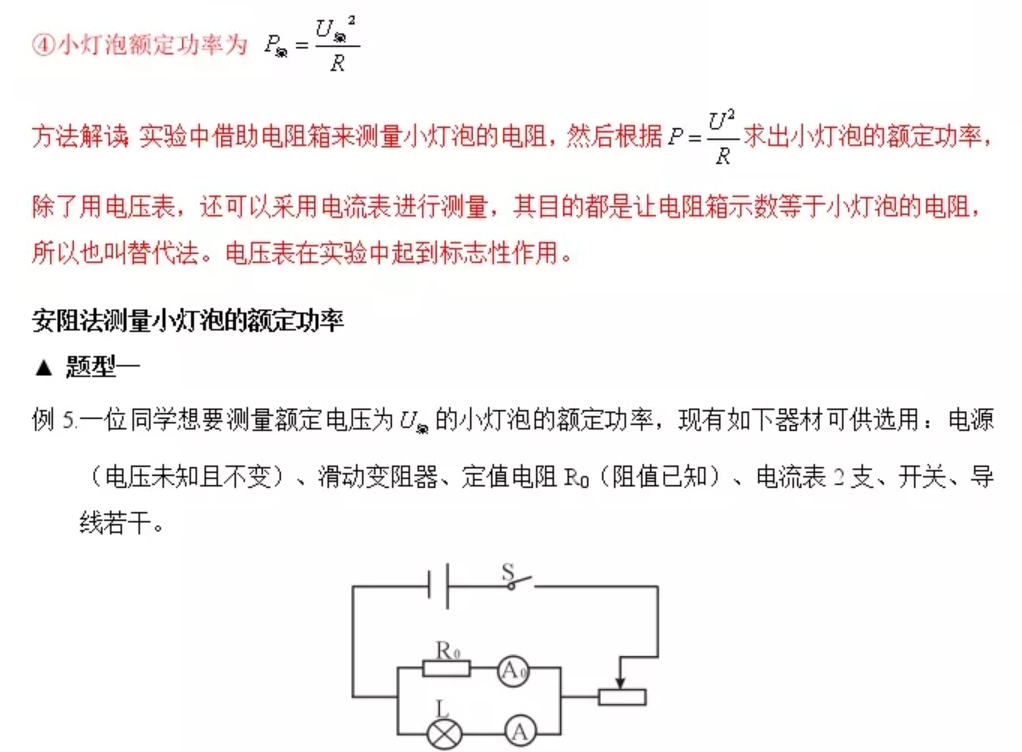 ④小灯泡额定功率为 P额=U额²/R
方法解读:实验中借助电阻箱来测量小灯泡的电阻,然后根据 P=U²/R 求出小灯泡的额定功率,
除了用电压表,还可以采用电流表进行测量,其目的都是让电阻箱示数等于小灯泡的电阻,
所以也叫替代法。电压表在实验中起到标志性作用。
安阻法测量小灯泡的额定功率
▲ 题型一
例 5.一位同学想要测量额定电压为U额的小灯泡的额定功率,现有如下器材可供选用:电源
(电压未知且不变)、滑动变阻器、定值电阻 R₀(阻值已知)、电流表 2 支、开关、导
线若干。
S
R₀
A₀
L
A